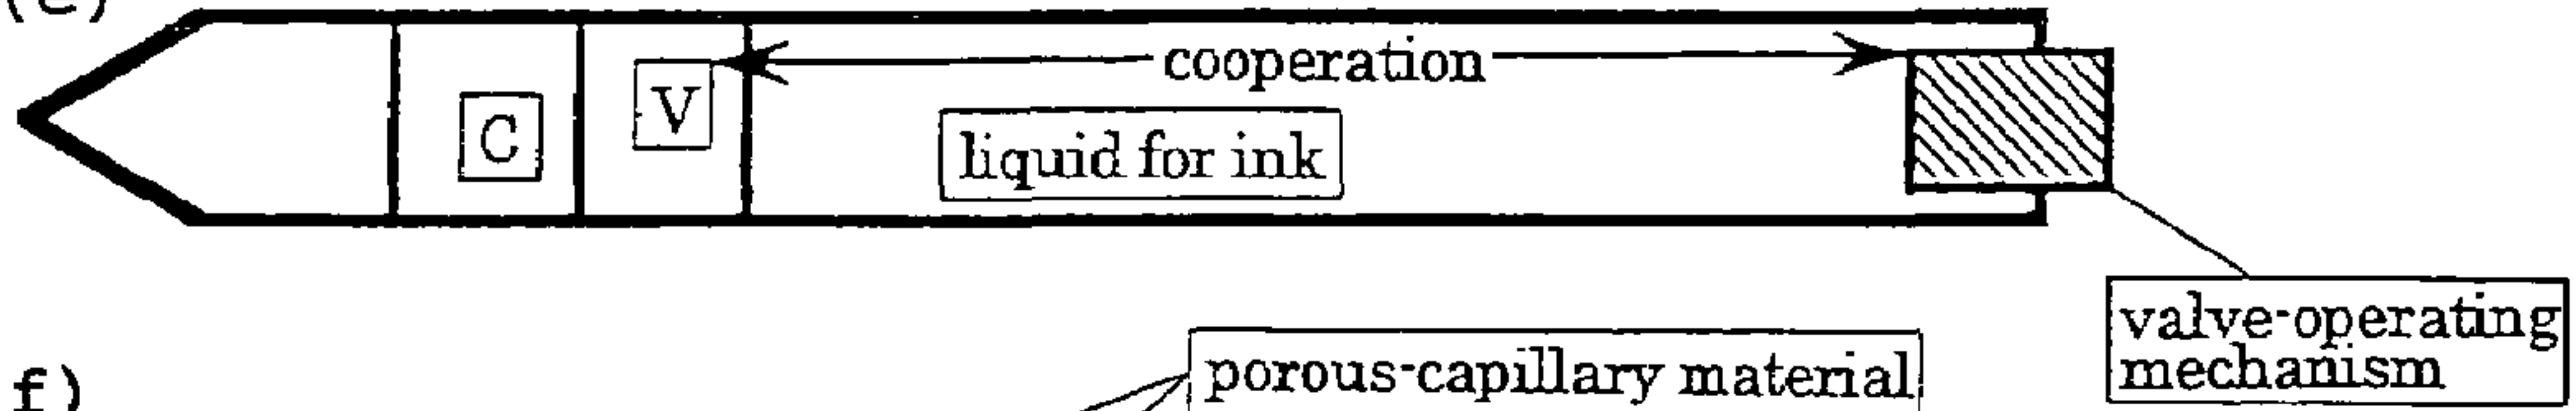 cooperation
V
C
liquid for ink
valve-operating
mechanism
porous-capillary material
f)